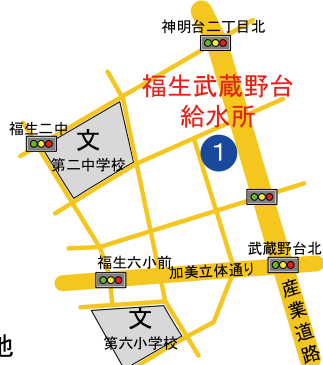 神明台二丁目北
福生武蔵野台
給水所
1
福生二中
文
第二中学校
武蔵野台北
福生六小前
加美立体通り
産業道路
文
第六小学校
地